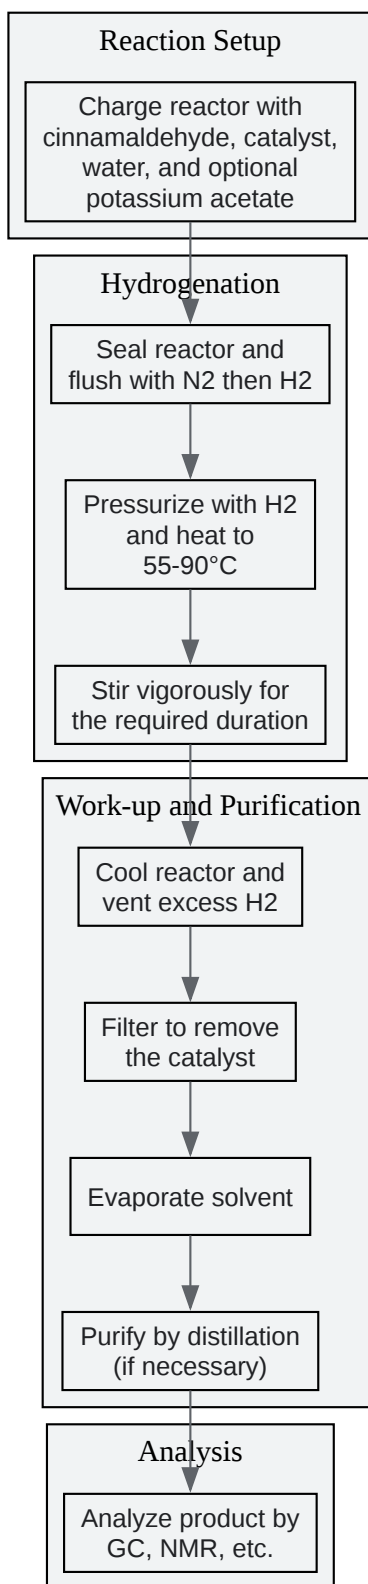 Reaction Setup
Charge reactor with
cinnamaldehyde, catalyst,
water, and optional
potassium acetate
Hydrogenation
Seal reactor and
flush with N2 then H2
Pressurize with H2
and heat to
55-90°C
Stir vigorously for
the required duration
Work-up and Purification
Cool reactor and
vent excess H2
Filter to remove
the catalyst
Evaporate solvent
Purify by distillation
(if necessary)
Analysis
Analyze product by
GC, NMR, etc.